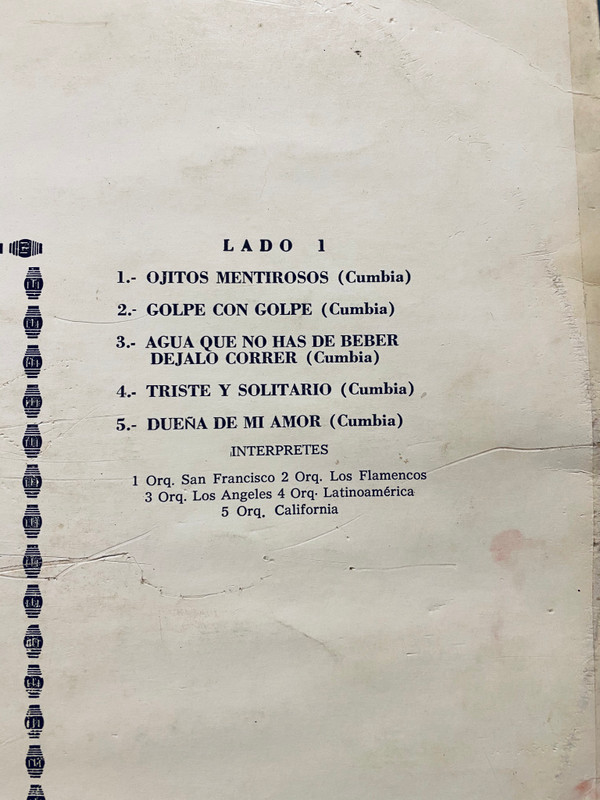 LADO 1
1.- OJITOS MENTIROSOS (Cumbia)
2.- GOLPE CON GOLPE (Cumbia)
3.- AGUA QUE NO HAS DE BEBER
DEJALO CORRER (Cumbia)
4.- TRISTE Y SOLITARIO (Cumbia)
5.- DUEÑA DE MI AMOR (Cumbia)
INTERPRETES
1 Orq. San Francisco 2 Orq. Los Flamencos
3 Orq. Los Angeles 4 Orq. Latinoamérica
5 Orq. California